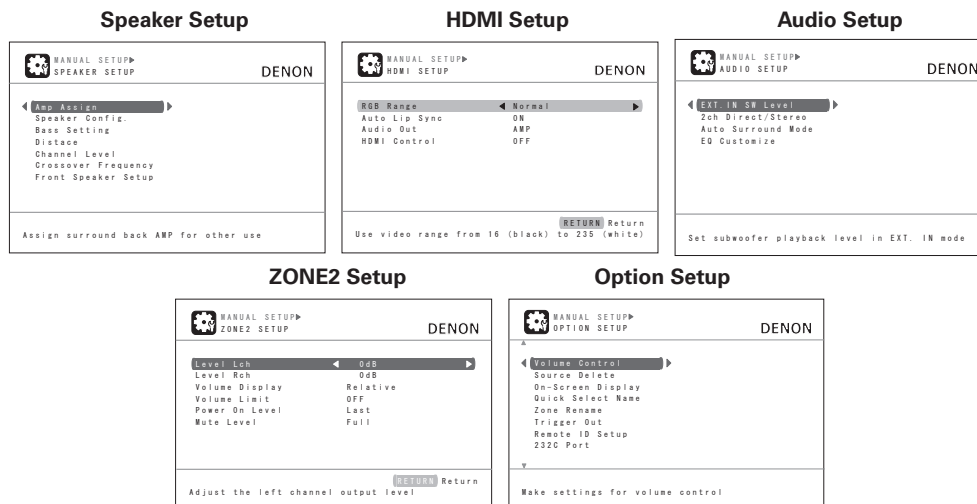 Speaker Setup
MANUAL SETUP▶
SPEAKER SETUP
DENON
Amp Assign
Speaker Config.
Bass Setting
Distace
Channel Level
Crossover Frequency
Front Speaker Setup
Assign surround back AMP for other use
HDMI Setup
MANUAL SETUP▶
HDMI SETUP
DENON
RGB Range ◀ Normal ▶
Auto Lip Sync ON
Audio Out AMP
HDMI Control OFF
RETURN Return
Use video range from 16 (black) to 235 (white)
Audio Setup
MANUAL SETUP▶
AUDIO SETUP
DENON
EXT.IN SW Level
2ch Direct/Stereo
Auto Surround Mode
EQ Customize
Set subwoofer playback level in EXT. IN mode
ZONE2 Setup
MANUAL SETUP▶
ZONE2 SETUP
DENON
Level Lch ◀ 0dB ▶
Level Rch 0dB
Volume Display Relative
Volume Limit OFF
Power On Level Last
Mute Level Full
RETURN Return
Adjust the left channel output level
Option Setup
MANUAL SETUP▶
OPTION SETUP
DENON
Volume Control
Source Delete
On-Screen Display
Quick Select Name
Zone Rename
Trigger Out
Remote ID Setup
232C Port
Make settings for volume control